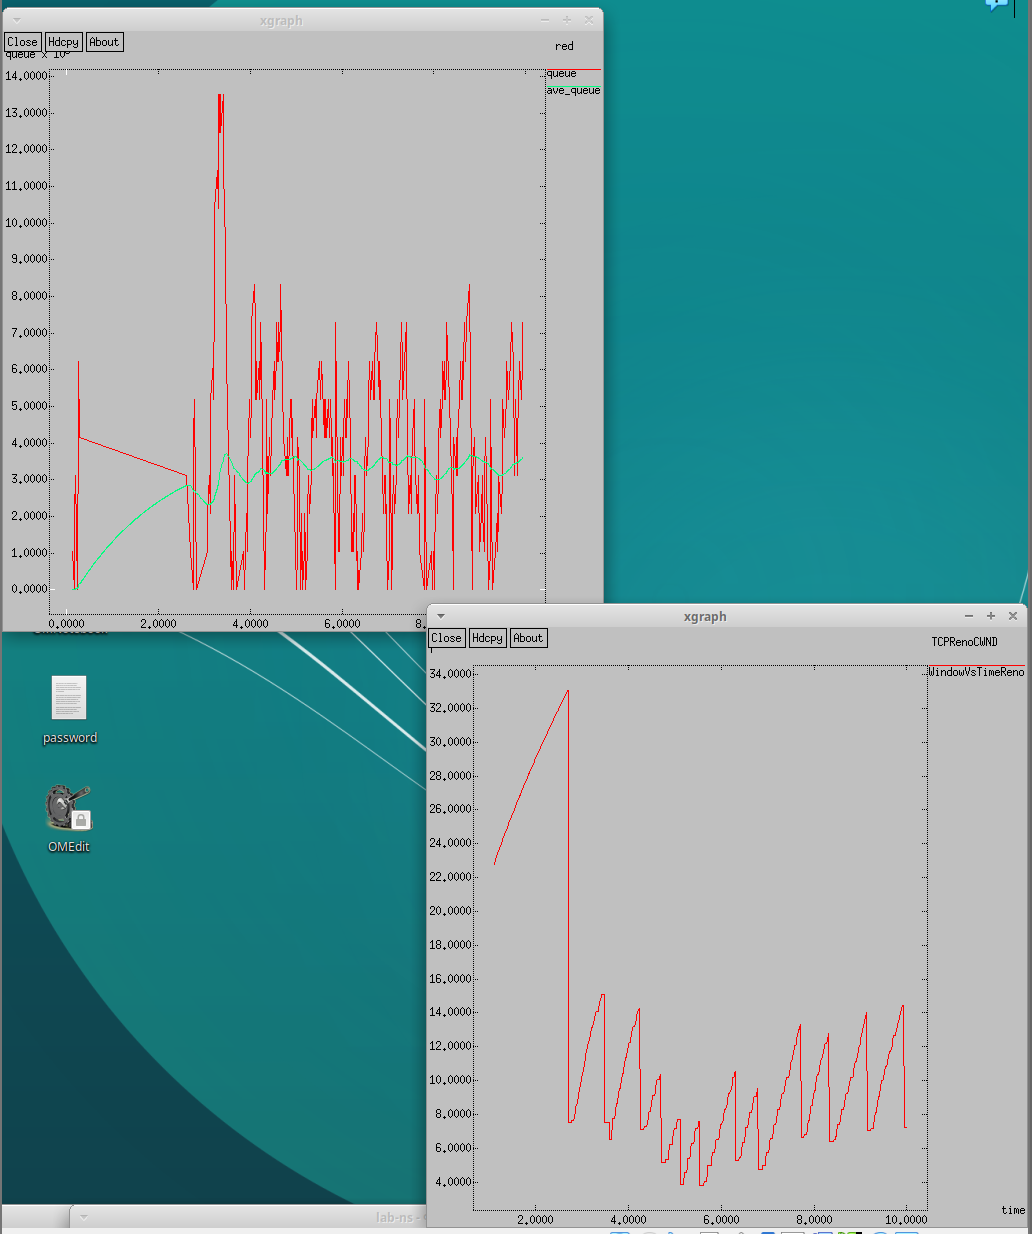 xgraph
Close Hdcpy About
red
queue
ave_queue
14.0000
13.0000
12.0000
11.0000
10.0000
9.0000
8.0000
7.0000
6.0000
5.0000
4.0000
3.0000
2.0000
1.0000
0.0000
0.0000 2.0000 4.0000 6.0000
xgraph
Close Hdcpy About
TCPRenoCWND
WindowVsTimeReno
34.0000
32.0000
30.0000
28.0000
26.0000
24.0000
22.0000
20.0000
18.0000
16.0000
14.0000
12.0000
10.0000
8.0000
6.0000
4.0000
time
2.0000 4.0000 6.0000 8.0000 10.0000
password
OMEdit
lab-ns -